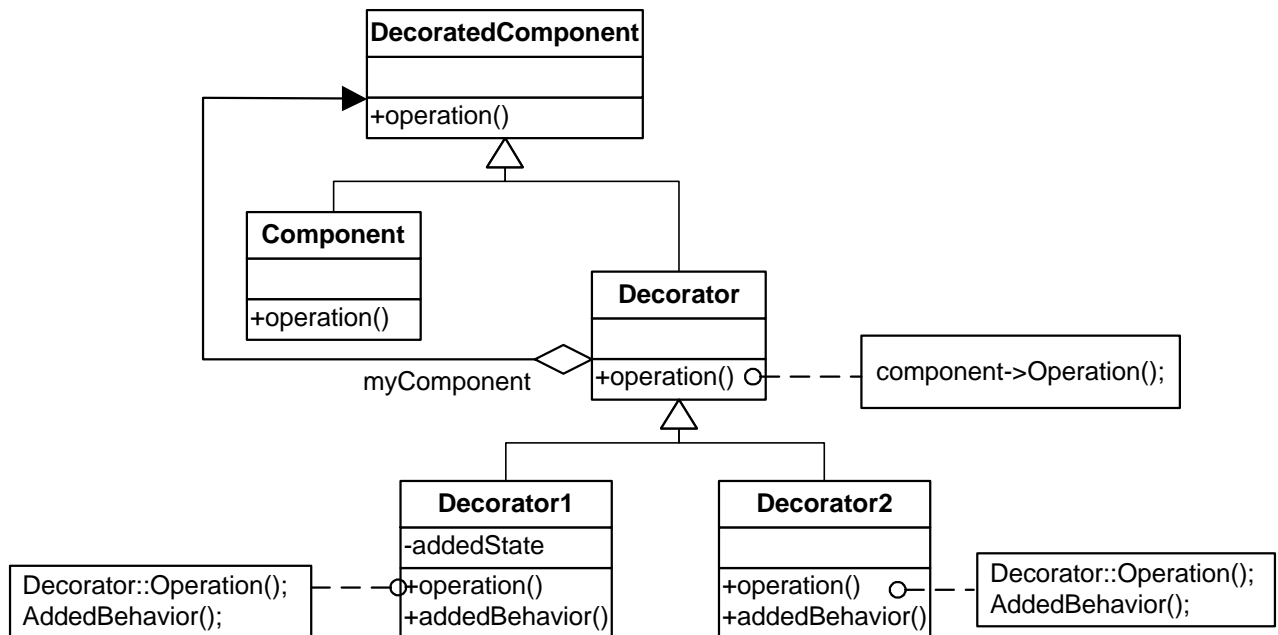 DecoratedComponent
+operation()
Component
+operation()
Decorator
+operation()
component->Operation();
myComponent
Decorator1
-addedState
+operation()
+addedBehavior()
Decorator2
+operation()
+addedBehavior()
Decorator::Operation();
AddedBehavior();
Decorator::Operation();
AddedBehavior();